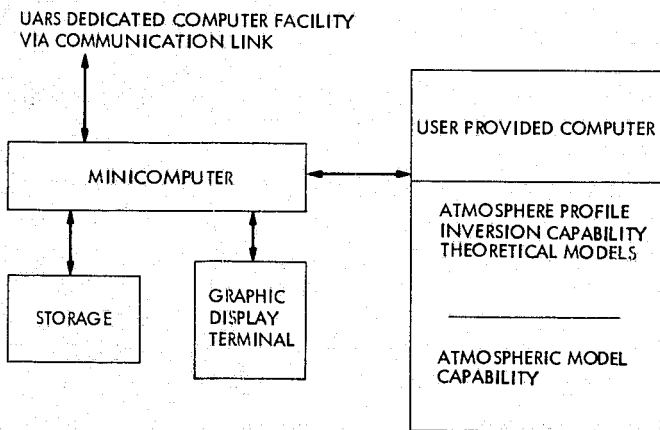 UARS DEDICATED COMPUTER FACILITY
VIA COMMUNICATION LINK
MINICOMPUTER
STORAGE
GRAPHIC
DISPLAY
TERMINAL
USER PROVIDED COMPUTER
ATMOSPHERE PROFILE
INVERSION CAPABILITY
THEORETICAL MODELS
ATMOSPHERIC MODEL
CAPABILITY